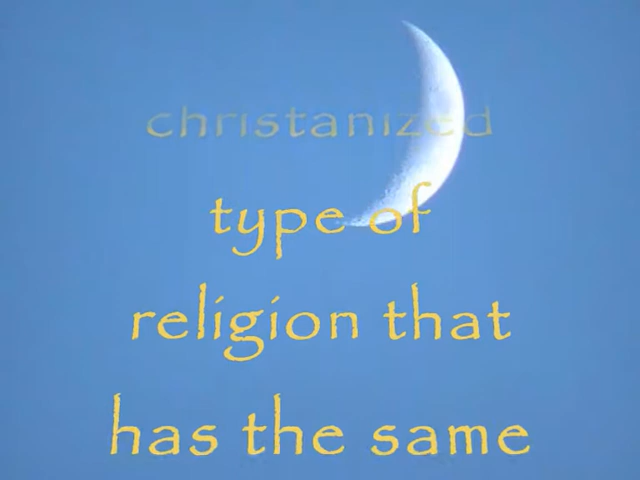 christanized
type of
religion that
has the same